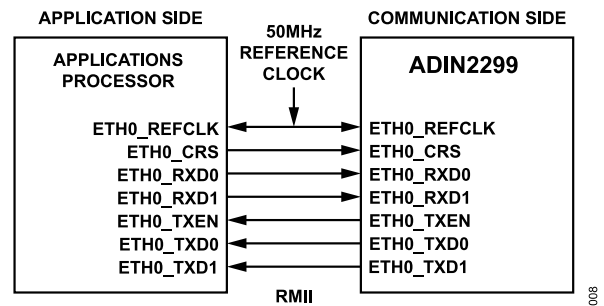 APPLICATION SIDE
COMMUNICATION SIDE
50MHz
REFERENCE
CLOCK
APPLICATIONS
PROCESSOR
ADIN2299
ETH0_REFCLK
ETH0_REFCLK
ETH0_CRS
ETH0_CRS
ETH0_RXD0
ETH0_RXD0
ETH0_RXD1
ETH0_RXD1
ETH0_TXEN
ETH0_TXEN
ETH0_TXD0
ETH0_TXD0
ETH0_TXD1
ETH0_TXD1
RMII
008